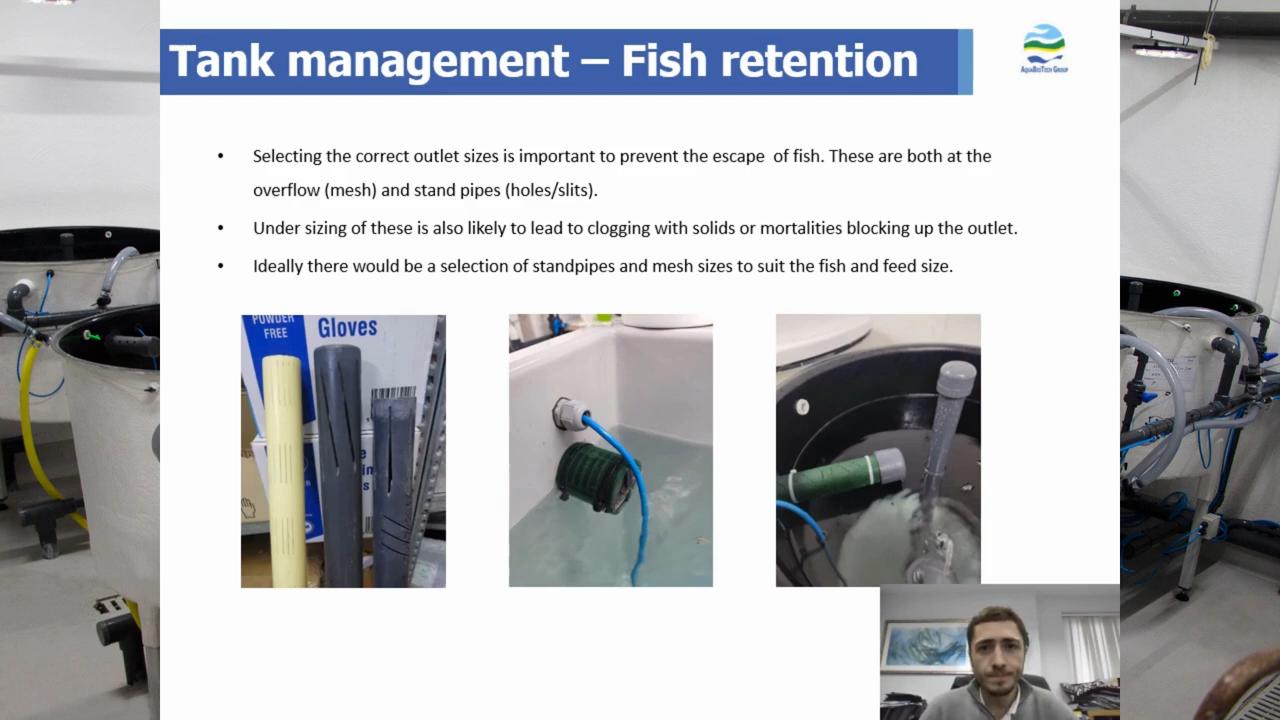 Tank management – Fish retention
AQUABIOTECH GROUP
• Selecting the correct outlet sizes is important to prevent the escape  of fish. These are both at the
overflow (mesh) and stand pipes (holes/slits).
• Under sizing of these is also likely to lead to clogging with solids or mortalities blocking up the outlet.
• Ideally there would be a selection of standpipes and mesh sizes to suit the fish and feed size.
POWDER
FREE
Gloves